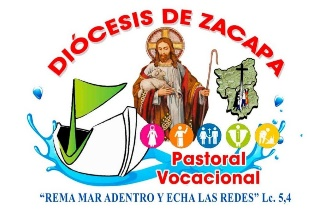 DIÓCESIS DE ZACAPA
Pastoral
Vocacional
“REMA MAR ADENTRO Y ECHA LAS REDES” Lc. 5,4